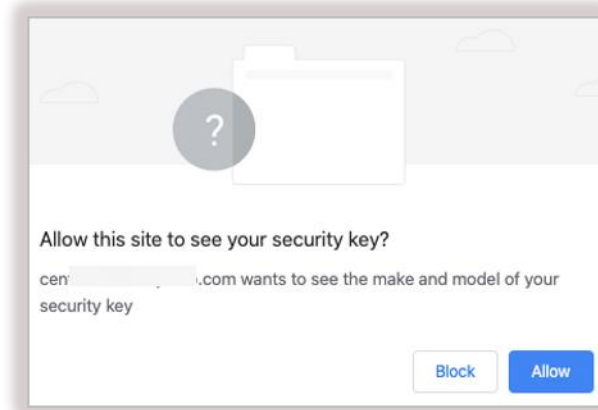 ?
Allow this site to see your security key?
.com wants to see the make and model of your
security key
Block
Allow